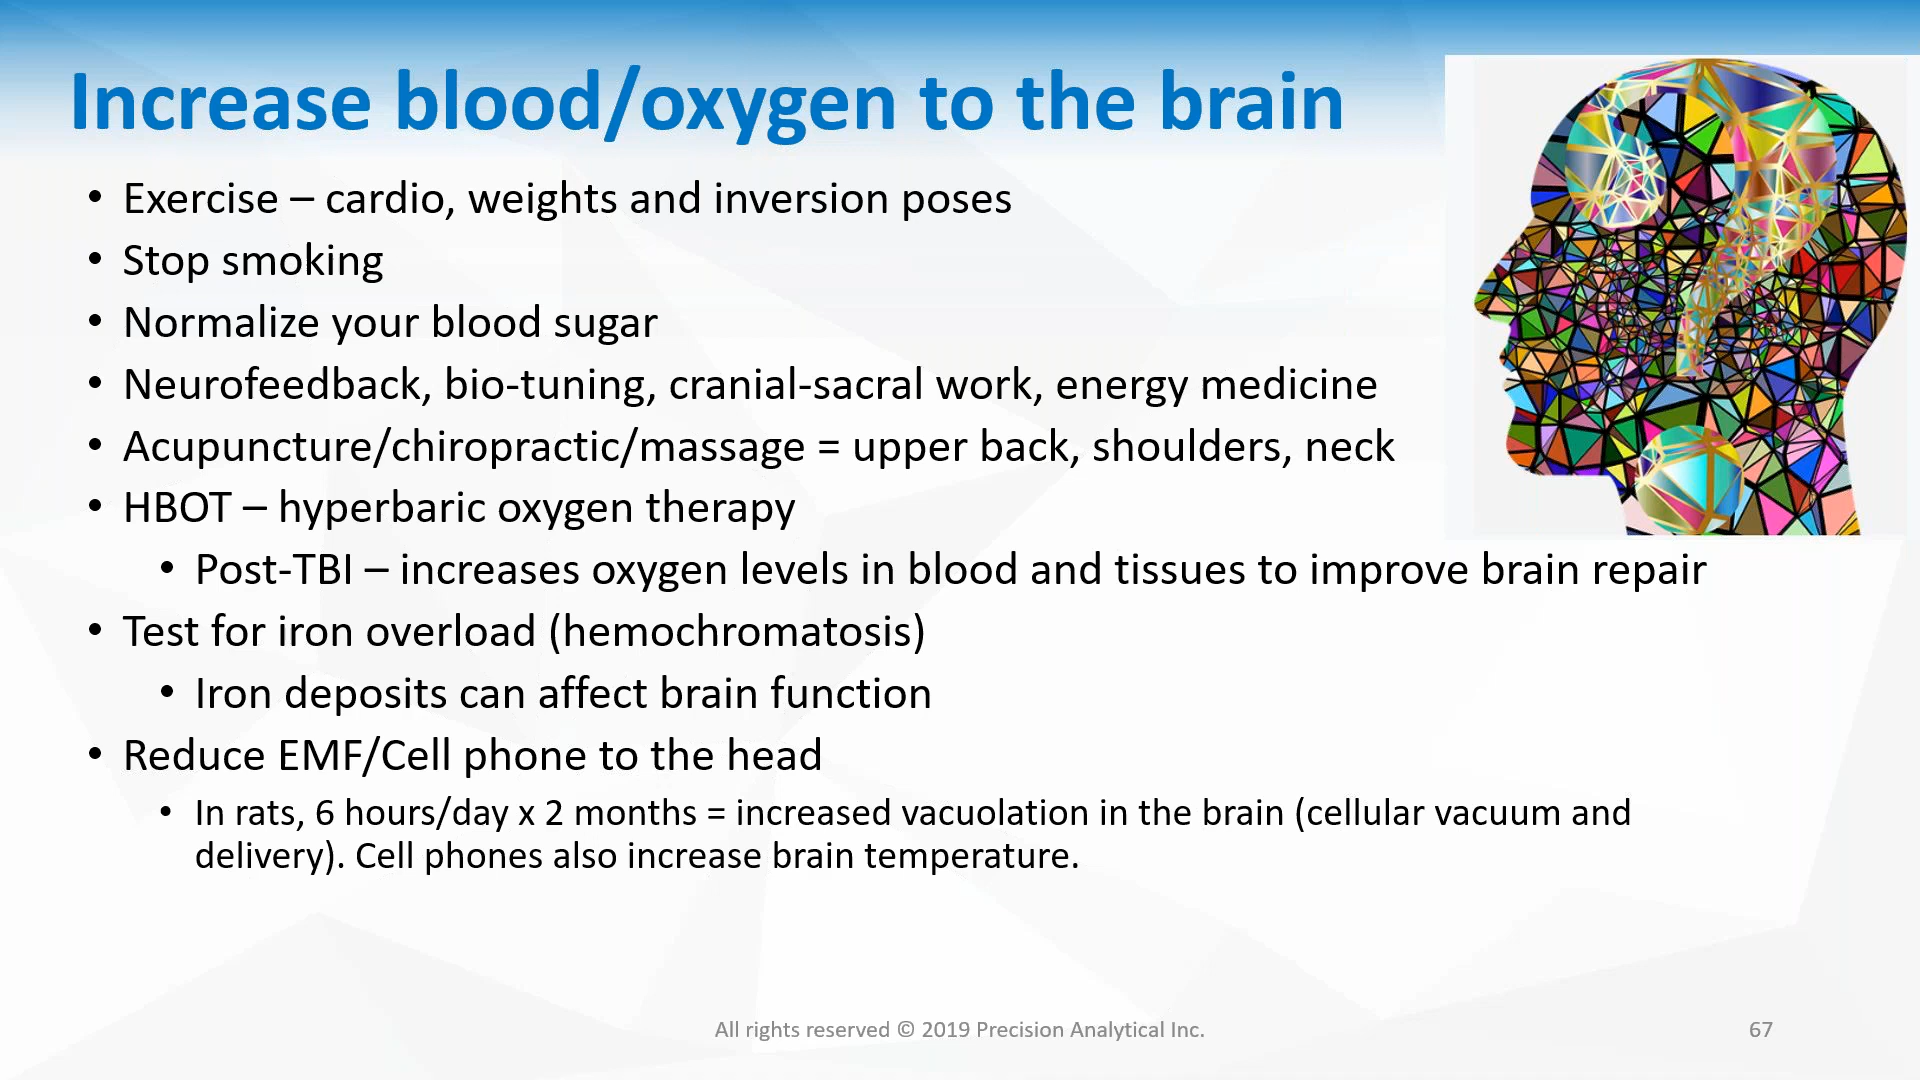 Increase blood/oxygen to the brain
• Exercise – cardio, weights and inversion poses
• Stop smoking
• Normalize your blood sugar
• Neurofeedback, bio-tuning, cranial-sacral work, energy medicine
• Acupuncture/chiropractic/massage = upper back, shoulders, neck
• HBOT – hyperbaric oxygen therapy
• Post-TBI – increases oxygen levels in blood and tissues to improve brain repair
• Test for iron overload (hemochromatosis)
• Iron deposits can affect brain function
• Reduce EMF/Cell phone to the head
• In rats, 6 hours/day x 2 months = increased vacuolation in the brain (cellular vacuum and
delivery). Cell phones also increase brain temperature.
All rights reserved © 2019 Precision Analytical Inc.
67